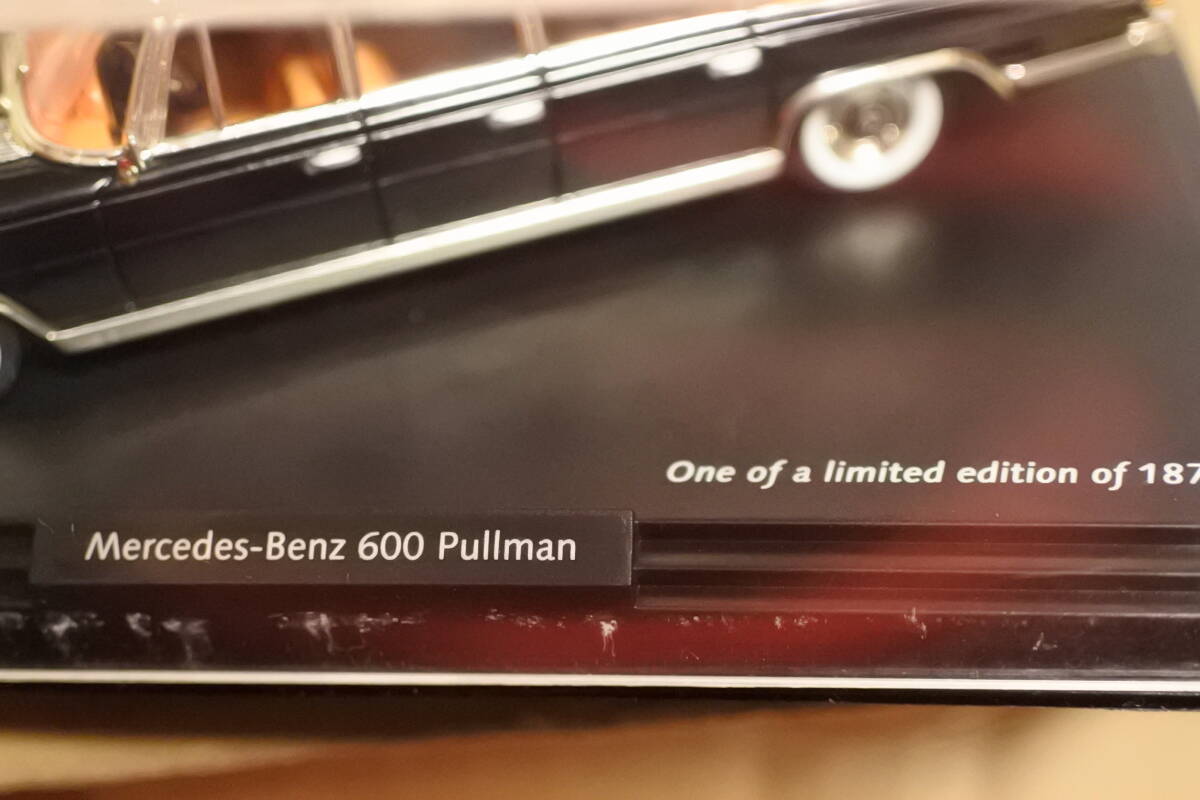 One of a limited edition of 187
Mercedes-Benz 600 Pullman